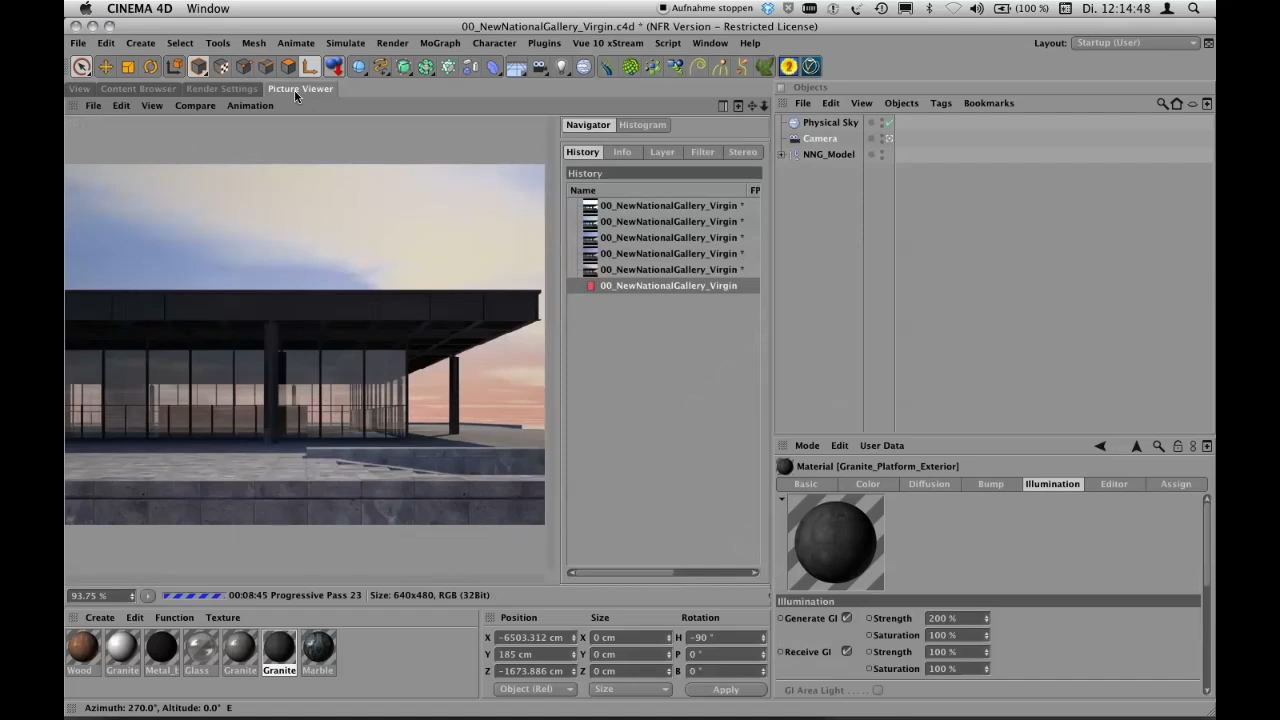 CINEMA 4D Window
Aufnahme stoppen (100 %) Di. 12:14:48
00_NewNationalGallery_Virgin.c4d * (NFR Version - Restricted License)
File Edit Create Select Tools Mesh Animate Simulate Render MoGraph Character Plugins Vue 10 xStream Script Window Help Layout: Startup (User)
View Content Browser Render Settings Picture Viewer Objects
File Edit View Compare Animation
File Edit View Objects Tags Bookmarks
Navigator Histogram
Physical Sky
Camera
NNG_Model
History Info Layer Filter Stereo
History
Name FP
00_NewNationalGallery_Virgin *
00_NewNationalGallery_Virgin *
00_NewNationalGallery_Virgin *
00_NewNationalGallery_Virgin *
00_NewNationalGallery_Virgin *
00_NewNationalGallery_Virgin
Mode Edit User Data
Material [Granite_Platform_Exterior]
Basic Color Diffusion Bump Illumination Editor Assign
Illumination
Generate GI Strength 200 %
Saturation 100 %
Receive GI Strength 100 %
Saturation 100 %
GI Area Light . . . . .
93.75 % 00:08:45 Progressive Pass 23 Size: 640x480, RGB (32Bit)
Create Edit Function Texture
Wood Granite Metal_ Glass Granite Granite Marble
Position Size Rotation
X -6503.312 cm X 0 cm H -90 °
Y 185 cm Y 0 cm P 0 °
Z -1673.886 cm Z 0 cm B 0 °
Object (Rel) Size Apply
Azimuth: 270.0°, Altitude: 0.0° E